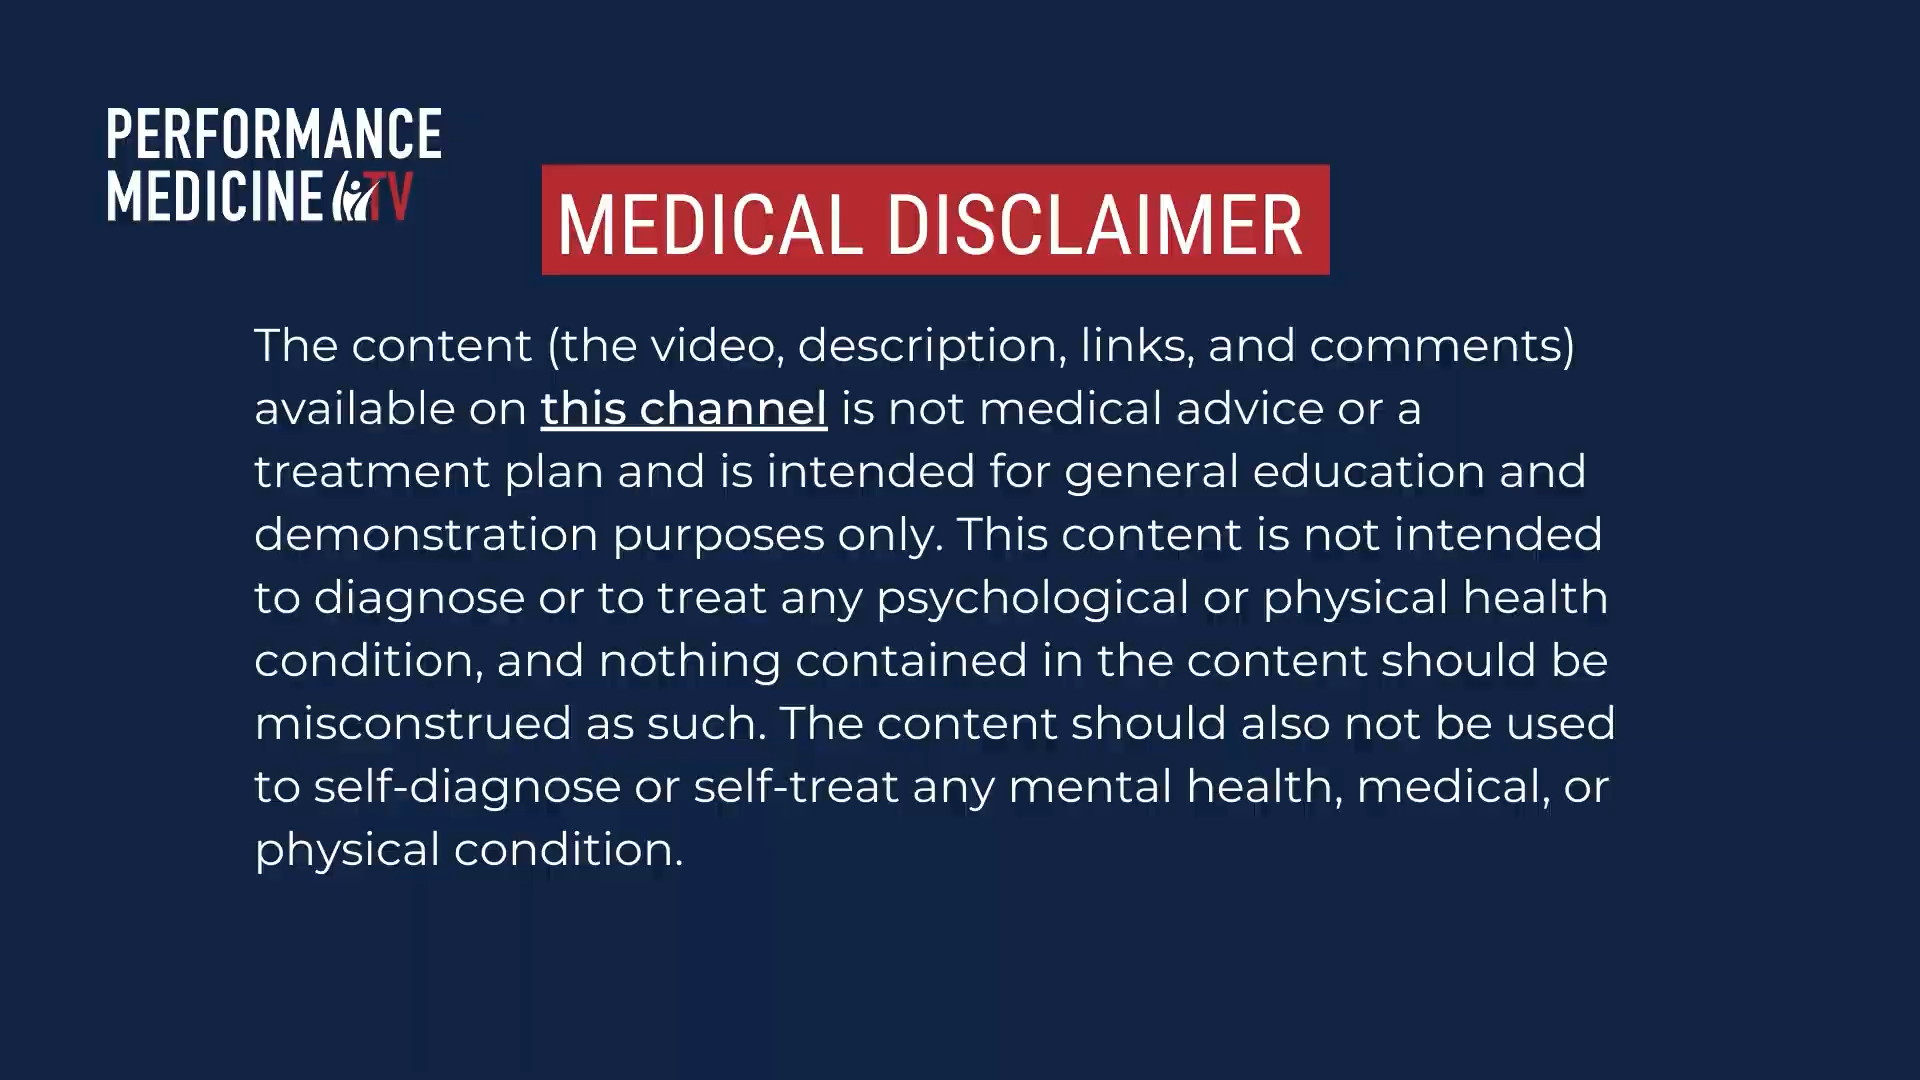 PERFORMANCE
MEDICINE TV
MEDICAL DISCLAIMER
The content (the video, description, links, and comments)
available on this channel is not medical advice or a
treatment plan and is intended for general education and
demonstration purposes only. This content is not intended
to diagnose or to treat any psychological or physical health
condition, and nothing contained in the content should be
misconstrued as such. The content should also not be used
to self-diagnose or self-treat any mental health, medical, or
physical condition.